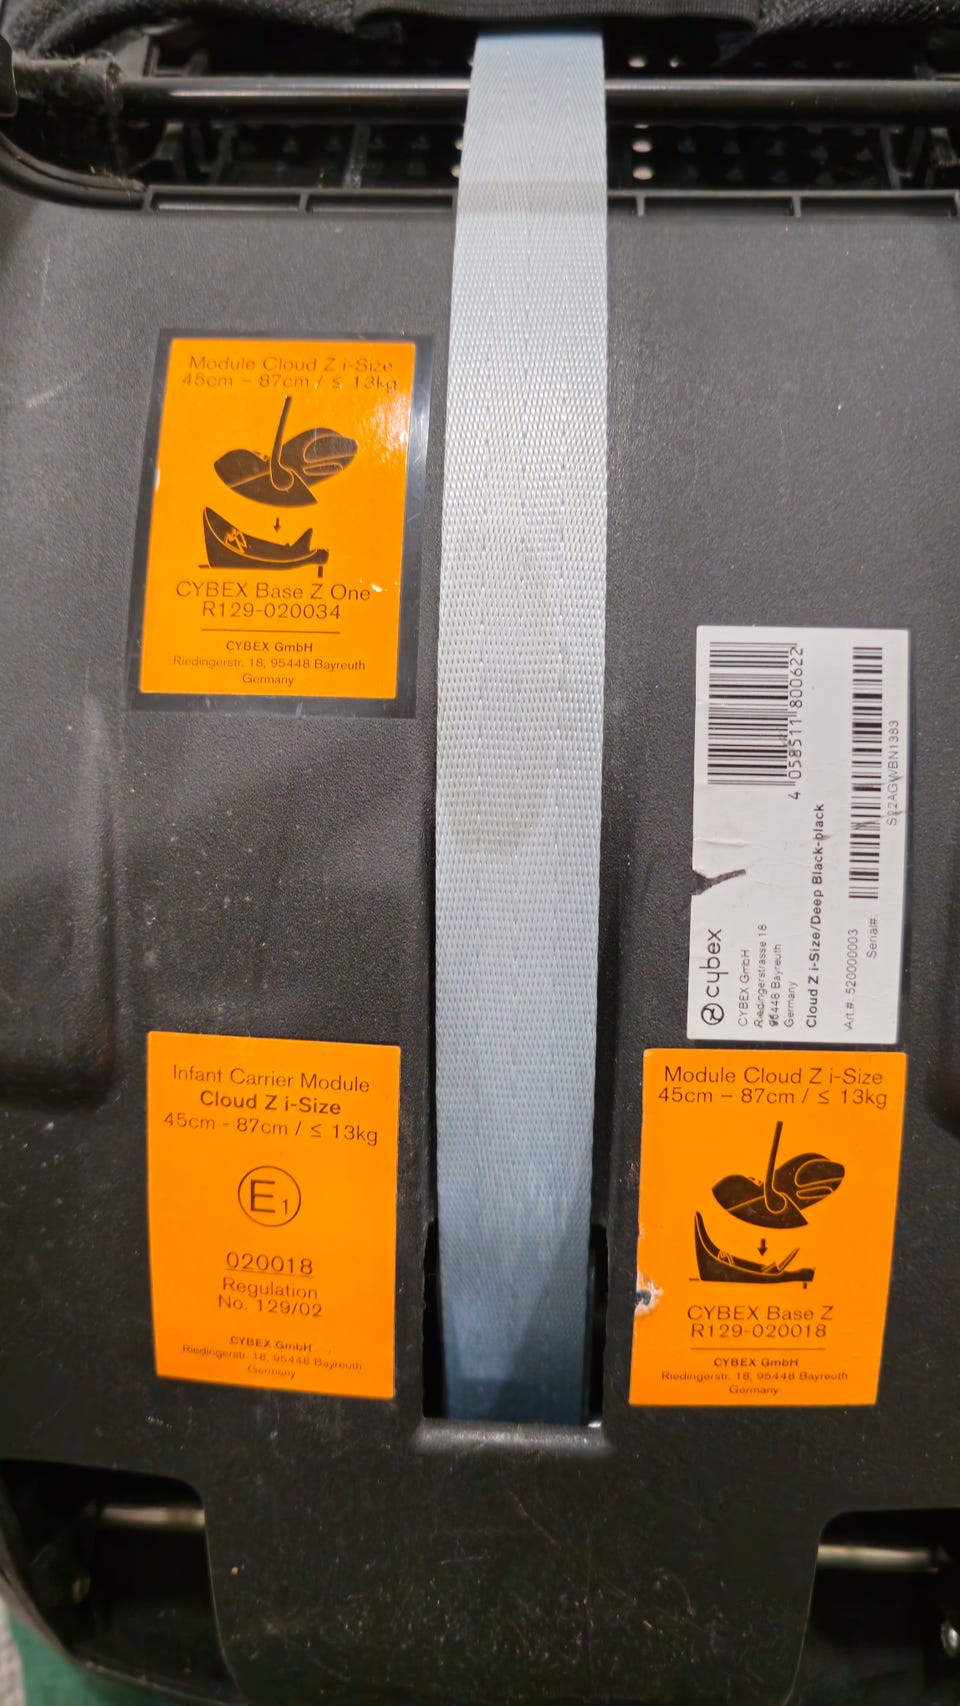 Module Cloud Z i-Size
45cm – 87cm / ≤ 13kg
CYBEX Base Z One
R129-020034
CYBEX GmbH
Riedingerstr. 18, 95448 Bayreuth
Germany
4 058511 800622
cybex
CYBEX GmbH
Riedingerstrasse 18
95448 Bayreuth
Germany
Cloud Z i-Size/Deep Black-black
Art.#: 520000003
Serial#:
Infant Carrier Module
Cloud Z i-Size
45cm - 87cm / ≤ 13kg
E1
020018
Regulation
No. 129/02
CYBEX GmbH
Riedingerstr. 18, 95448 Bayreuth
Germany
Module Cloud Z i-Size
45cm – 87cm / ≤ 13kg
CYBEX Base Z
R129-020018
CYBEX GmbH
Riedingerstr. 18, 95448 Bayreuth
Germany